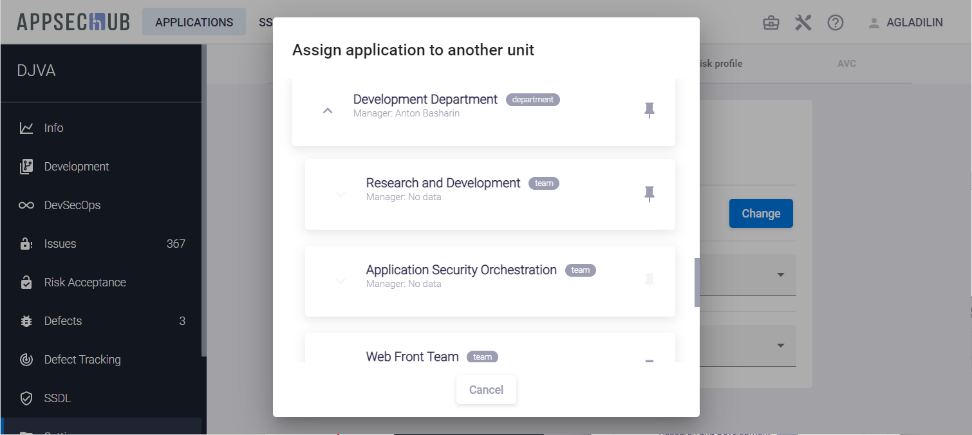 APPSECHUB
APPLICATIONS
SS
AGLADILIN
DJVA
Info
Development
DevSecOps
Issues 367
Risk Acceptance
Defects 3
Defect Tracking
SSDL
isk profile
AVC
Change
Assign application to another unit
Development Department department
Manager: Anton Basharin
Research and Development team
Manager: No data
Application Security Orchestration team
Manager: No data
Web Front Team team
Cancel